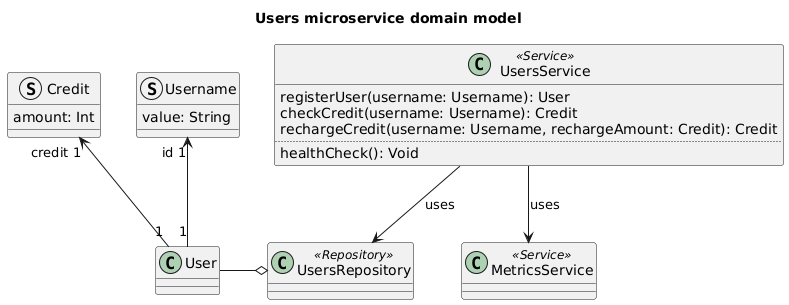 Users microservice domain model
S Credit
amount: Int
S Username
value: String
C «Service»
UsersService
registerUser(username: Username): User
checkCredit(username: Username): Credit
rechargeCredit(username: Username, rechargeAmount: Credit): Credit
healthCheck(): Void
credit 1
id 1
uses
uses
1
1
C User
C «Repository»
UsersRepository
C «Service»
MetricsService